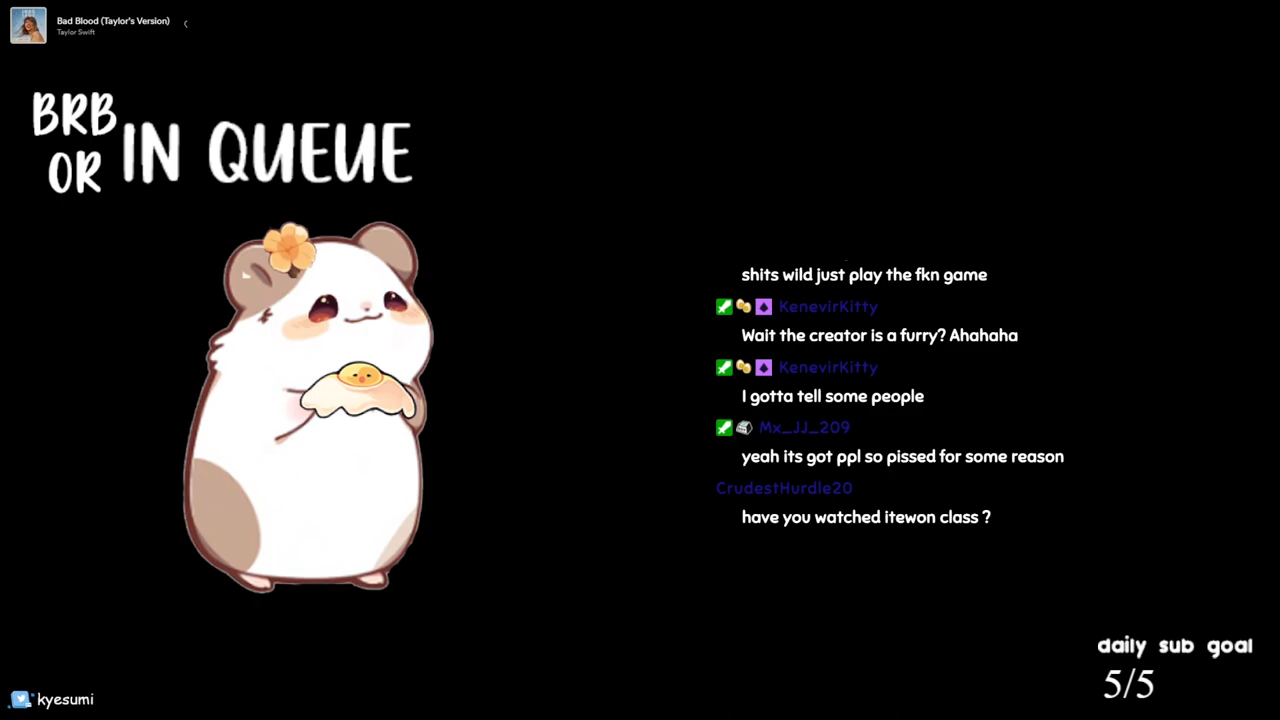 Bad Blood (Taylor's Version)
Taylor Swift
BRB
OR
IN QUEUE
shits wild just play the fkn game
KenevirKitty
Wait the creator is a furry? Ahahaha
KenevirKitty
I gotta tell some people
Mx_JJ_209
yeah its got ppl so pissed for some reason
CrudestHurdle20
have you watched itewon class ?
daily sub goal
5/5
kyesumi